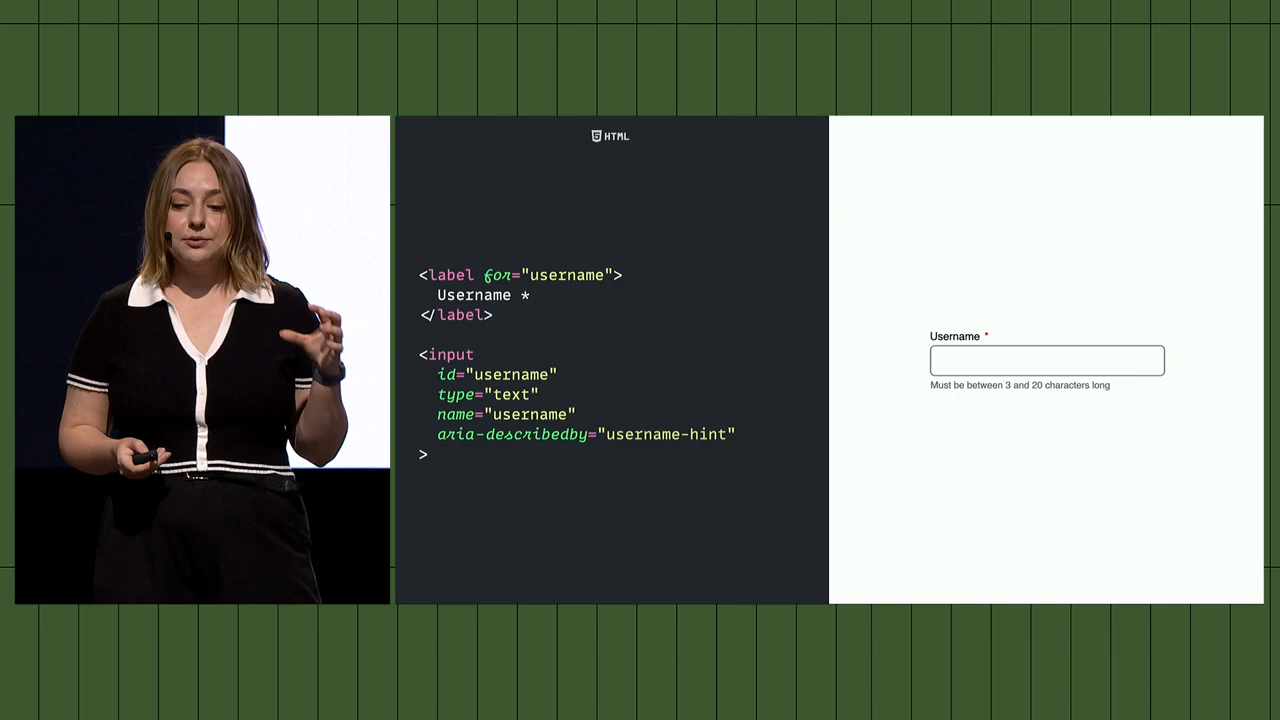 HTML
<label for="username">
Username *
</label>
<input
id="username"
type="text"
name="username"
aria-describedby="username-hint"
>
Username *
Must be between 3 and 20 characters long